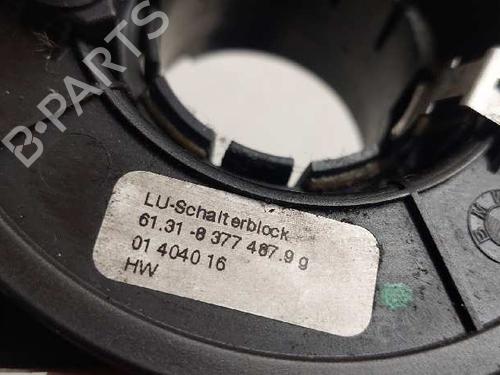 B-PARTS
LU-Schalterblock
61.31-8 377 487.9 9
01 4040 16
HW